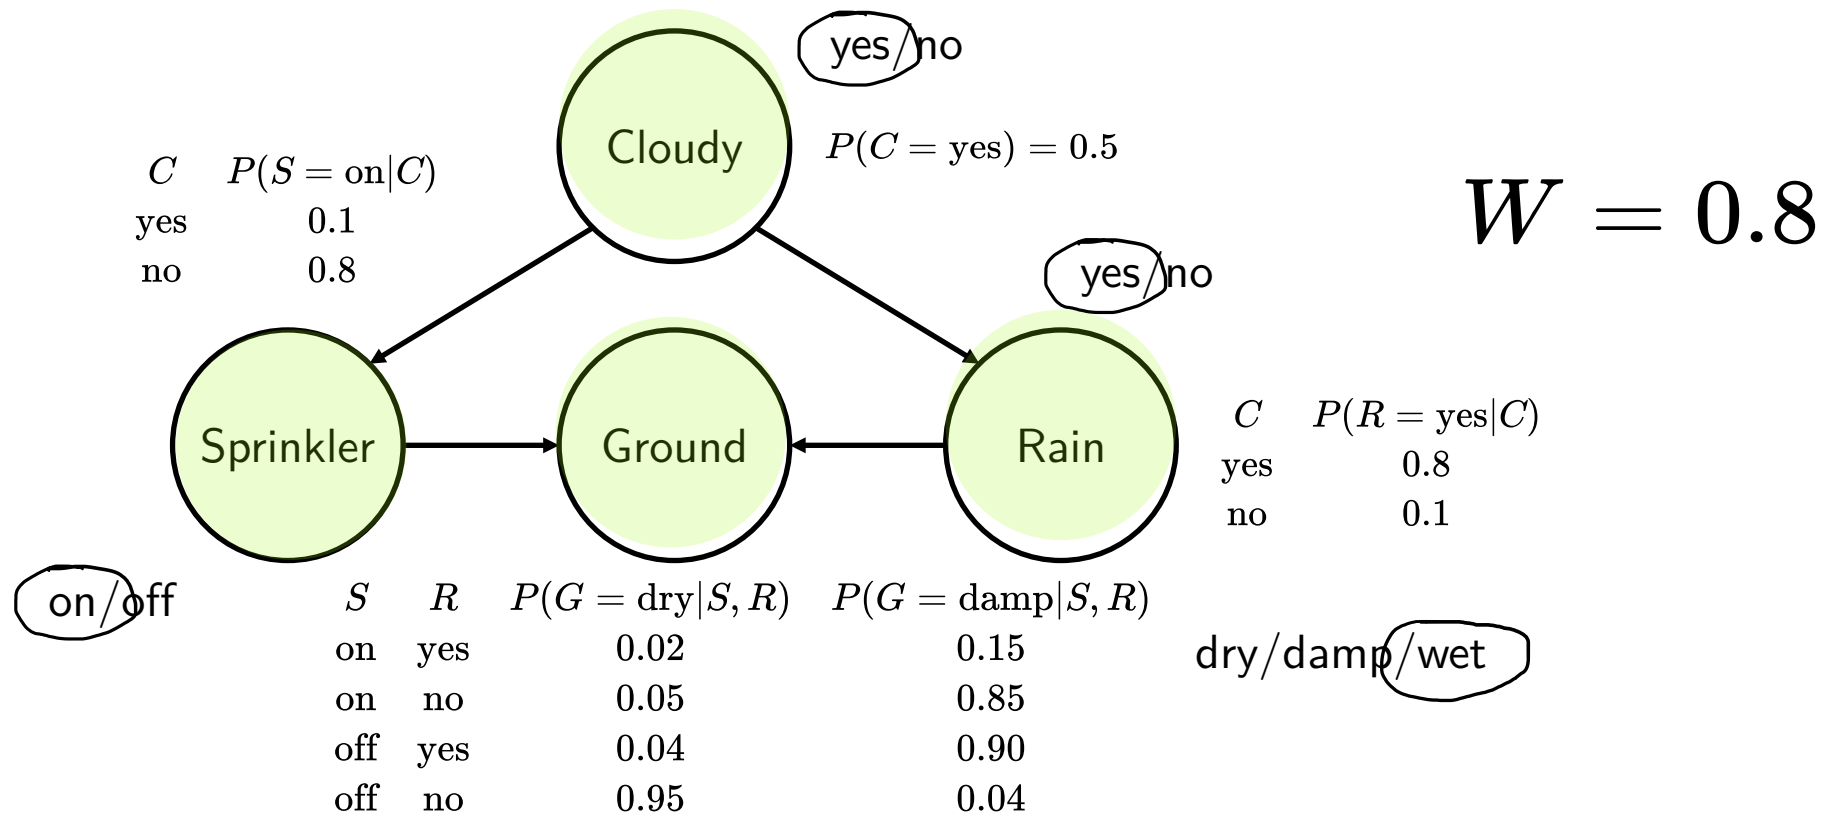 yes/no
Cloudy
P(C = yes) = 0.5
C P(S = on|C)
yes 0.1
no 0.8
W = 0.8
yes/no
Sprinkler
Ground
Rain
C P(R = yes|C)
yes 0.8
no 0.1
on/off
S R P(G = dry|S, R) P(G = damp|S, R)
on yes 0.02 0.15
on no 0.05 0.85
off yes 0.04 0.90
off no 0.95 0.04
dry/damp/wet